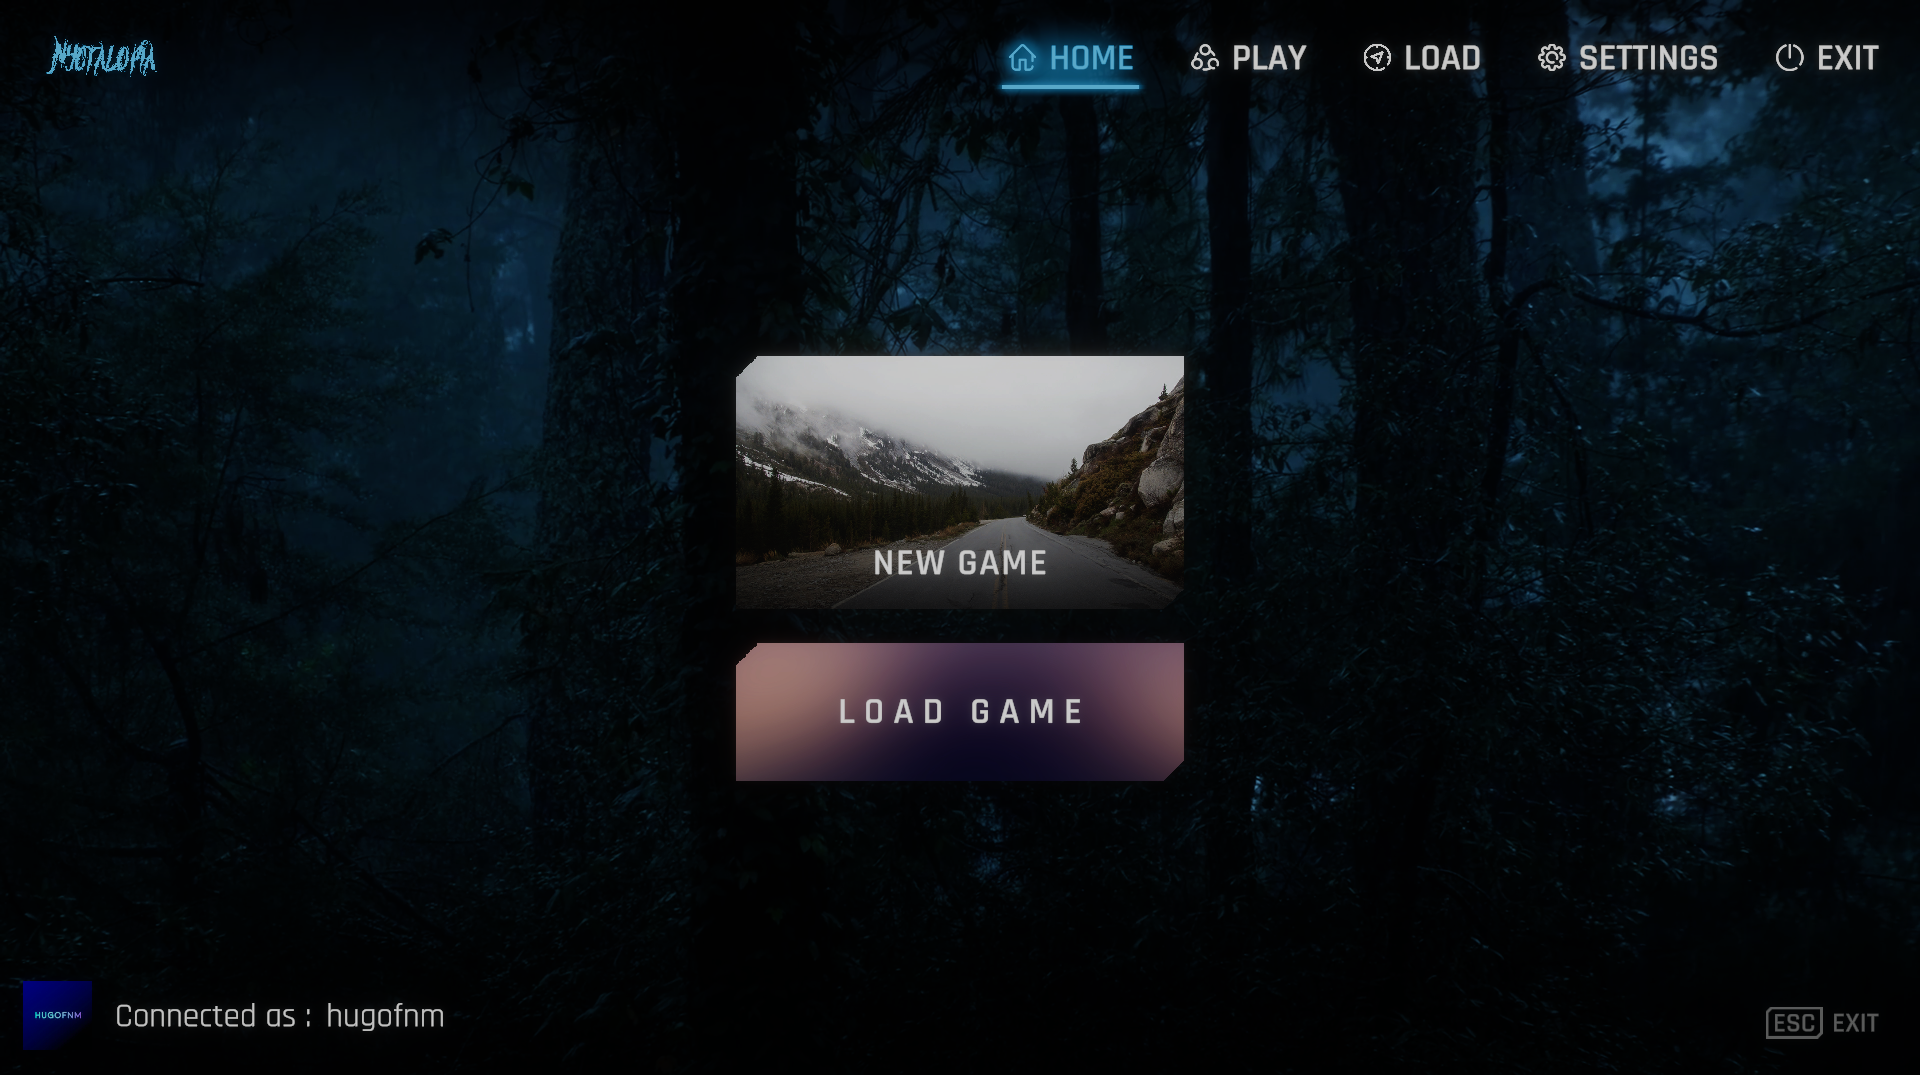 HOME
PLAY
LOAD
SETTINGS
EXIT
NEW GAME
LOAD GAME
HUGOFNM
Connected as : hugofnm
ESC EXIT